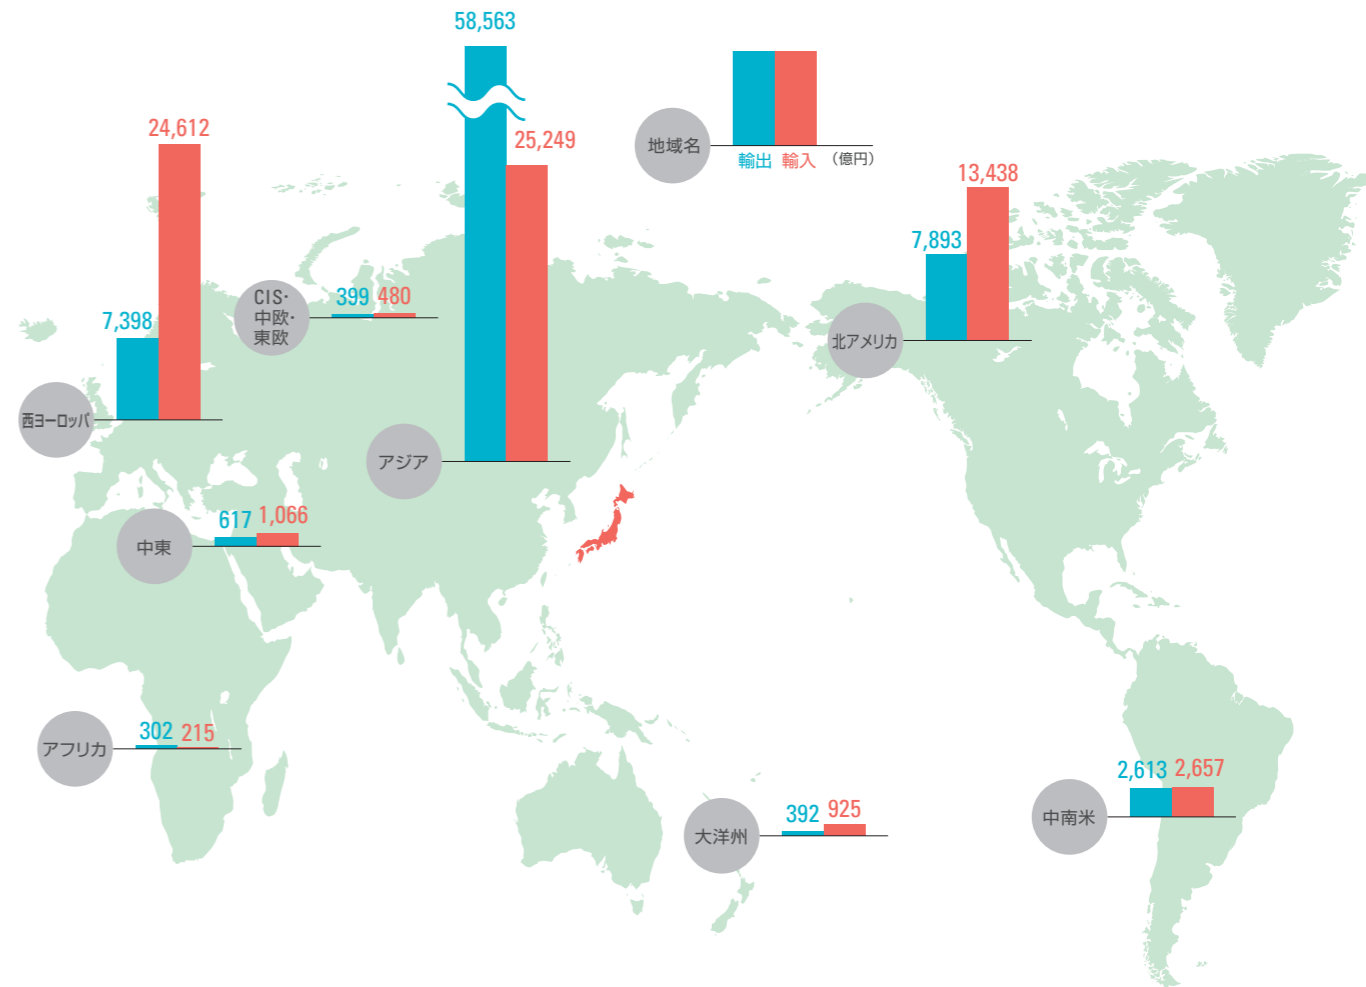 58,563
25,249
アジア
地域名
輸出 輸入 (億円)
24,612
7,398
西ヨーロッパ
CIS・
中欧・
東欧
399 480
13,438
7,893
北アメリカ
617 1,066
中東
302 215
アフリカ
392 925
大洋州
2,613 2,657
中南米